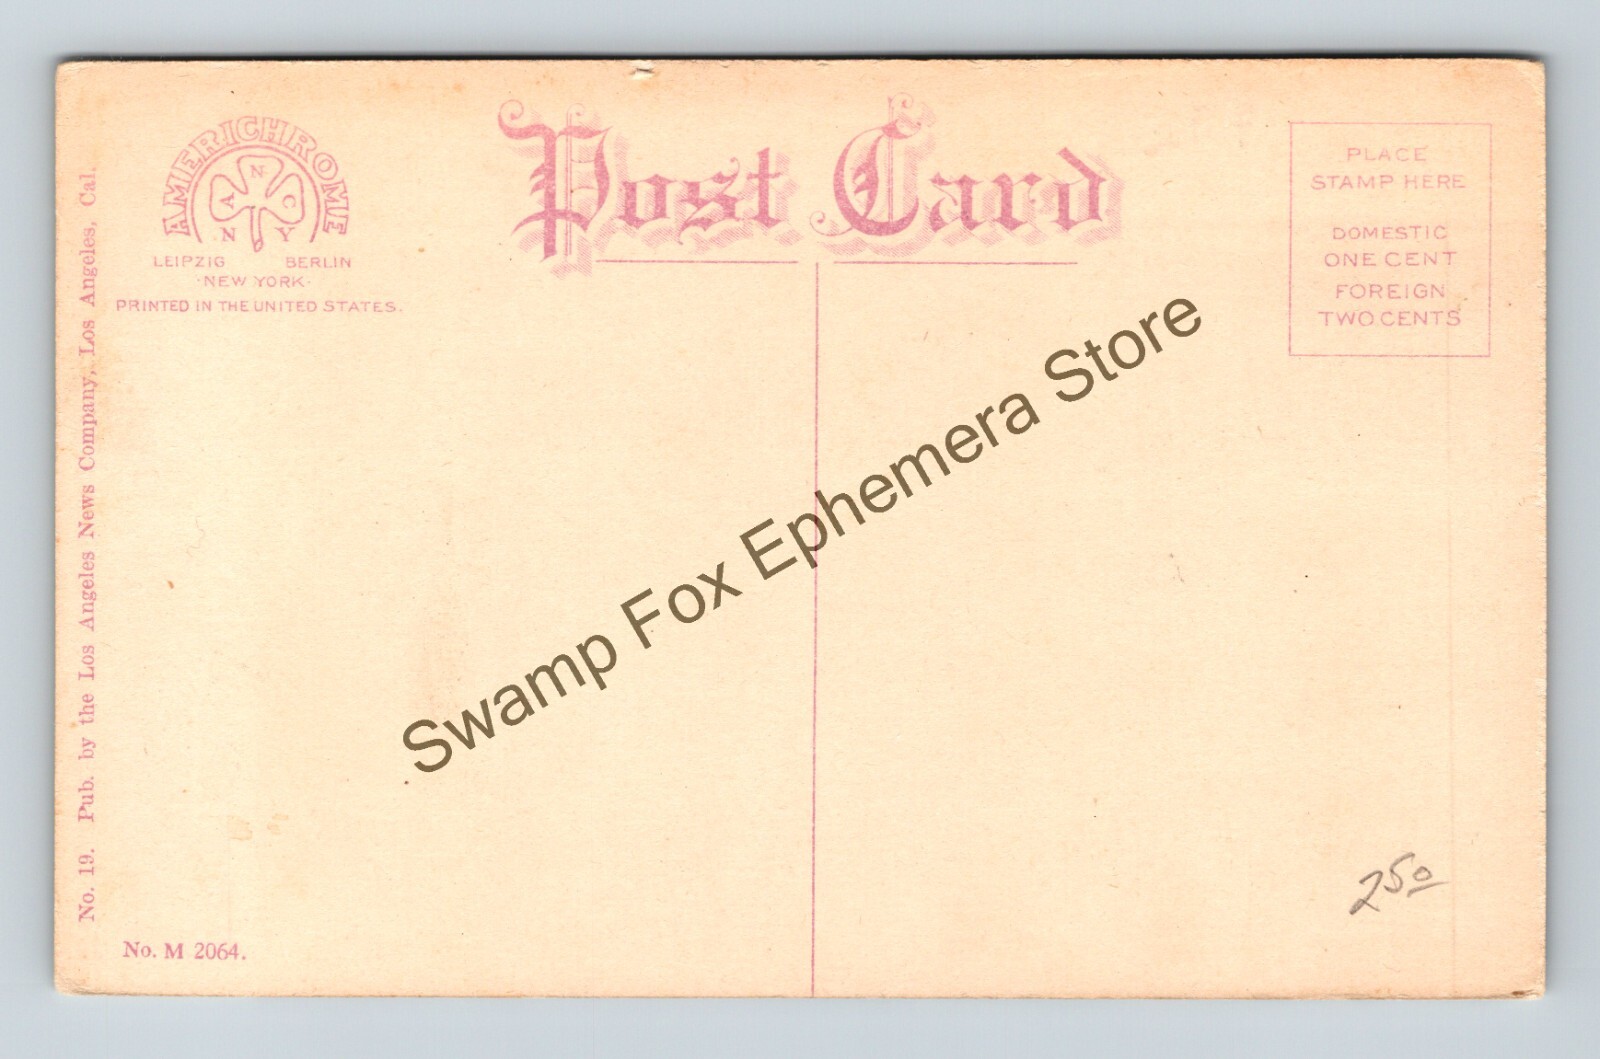 AMERICHROME
N
A C
N Y
LEIPZIG BERLIN
·NEW YORK·
PRINTED IN THE UNITED STATES.
Post Card
PLACE
STAMP HERE
DOMESTIC
ONE CENT
FOREIGN
TWO CENTS
No. 19. Pub. by the Los Angeles News Company, Los Angeles, Cal.
Swamp Fox Ephemera Store
250
No. M 2064.